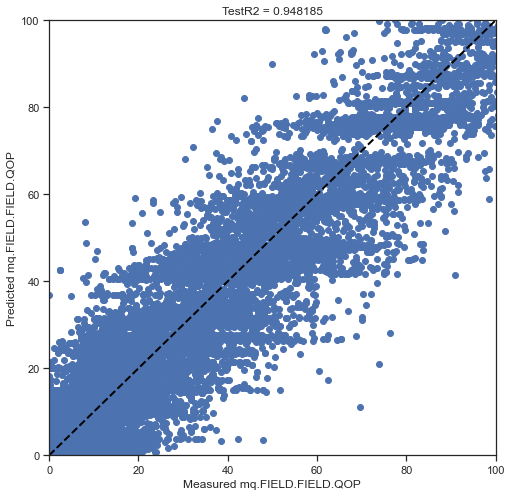 TestR2 = 0.948185
100
80
60
40
20
0
Predicted mq.FIELD.FIELD.QOP
0 20 40 60 80 100
Measured mq.FIELD.FIELD.QOP